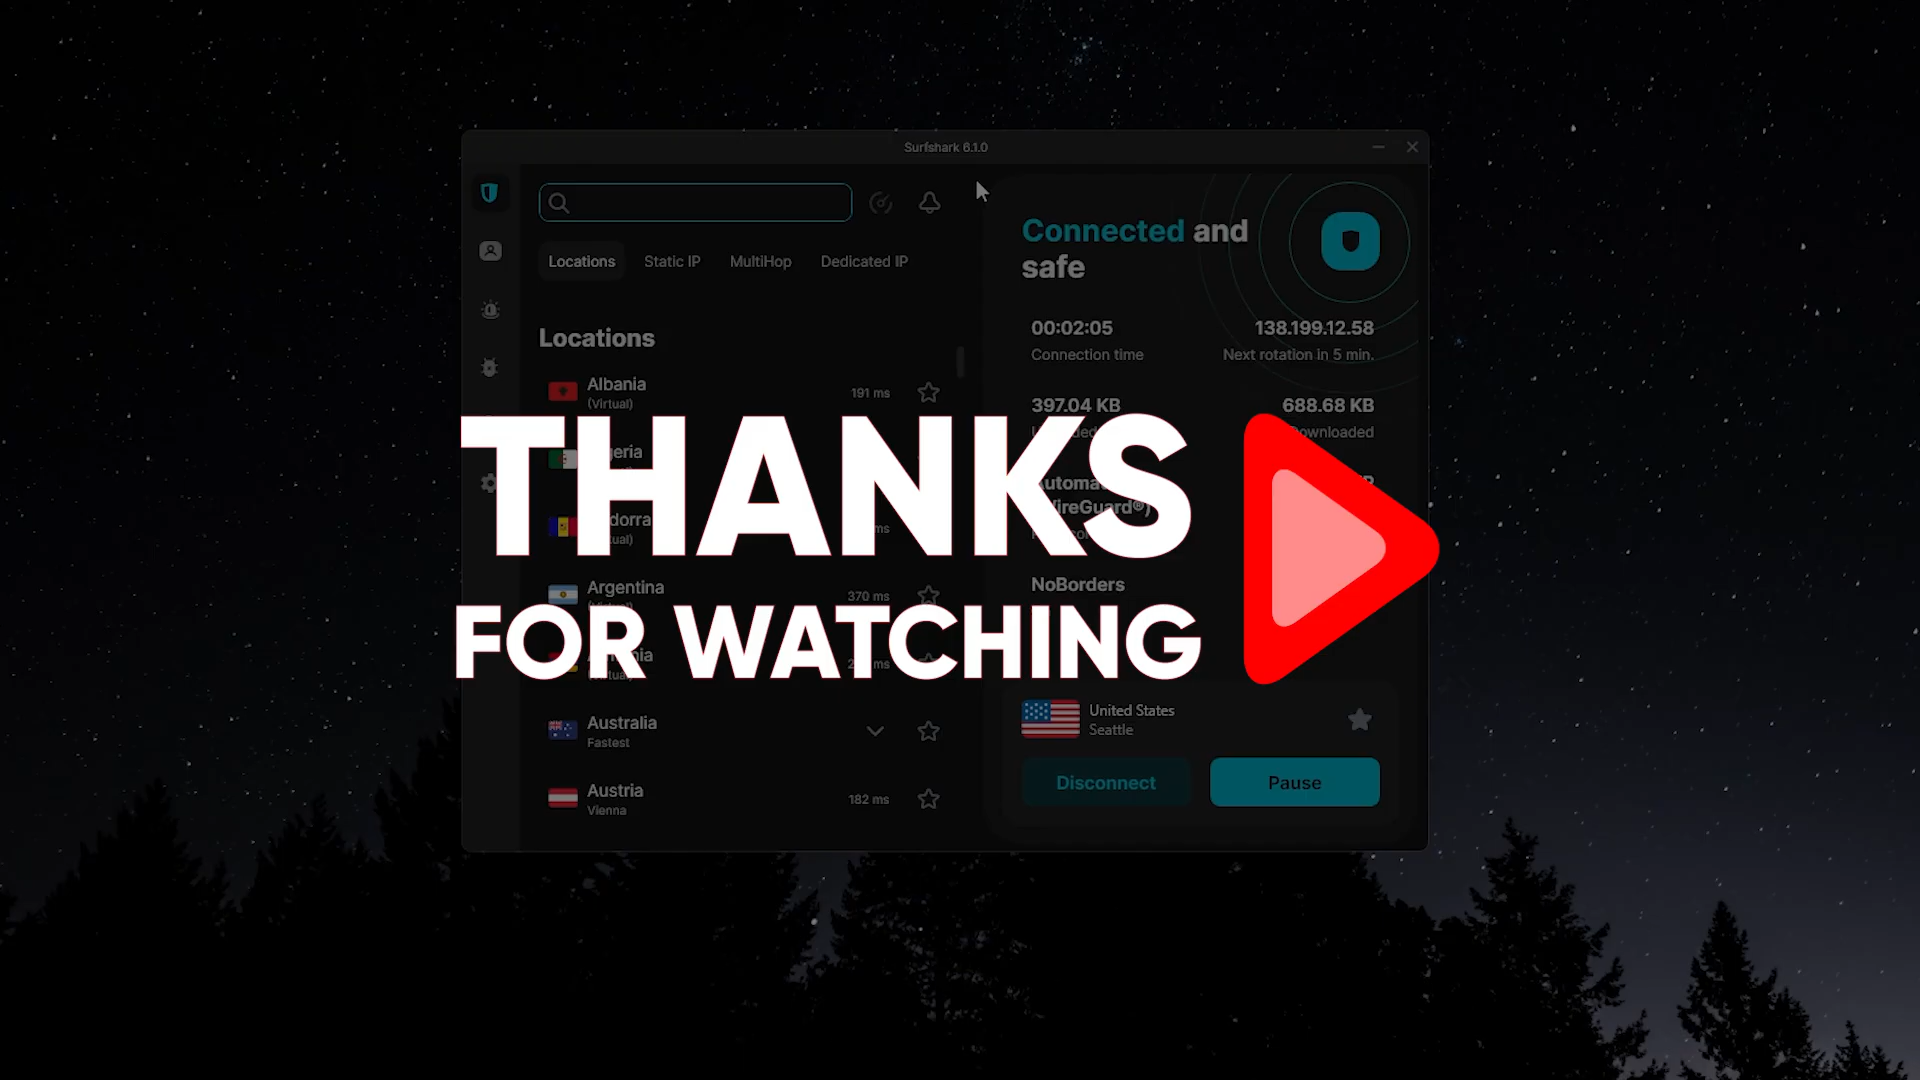 Surfshark 6.1.0
Locations Static IP MultiHop Dedicated IP
Locations
Albania
(Virtual)
191 ms
Argentina
370 ms
Australia
Fastest
Austria
Vienna
182 ms
Connected and
safe
00:02:05
Connection time
138.199.12.58
Next rotation in 5 min.
397.04 KB
688.68 KB
NoBorders
United States
Seattle
Disconnect
Pause
THANKS
FOR WATCHING